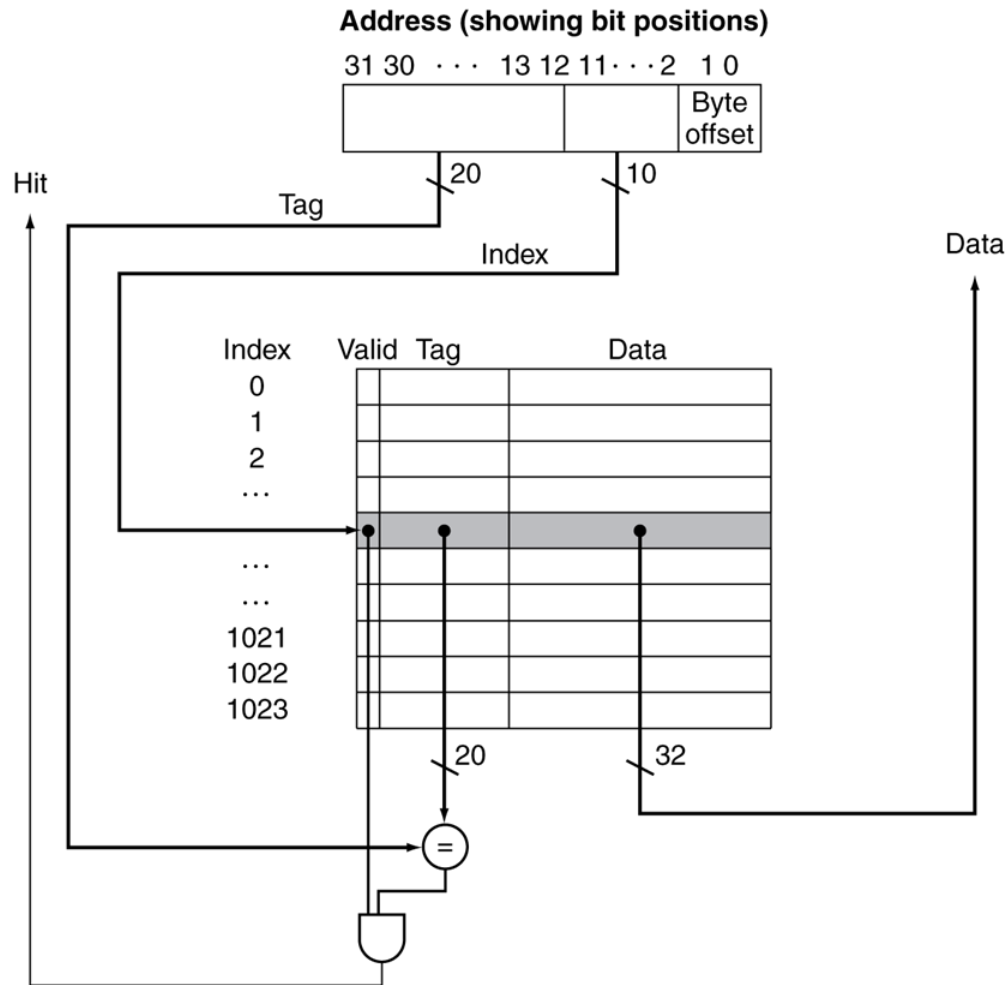 Address (showing bit positions)
31 30 · · · 13 12 11 · · · 2 1 0
Byte
offset
20
10
Hit
Tag
Index
Data
Index Valid Tag Data
0
1
2
...
...
...
1021
1022
1023
20
32
=